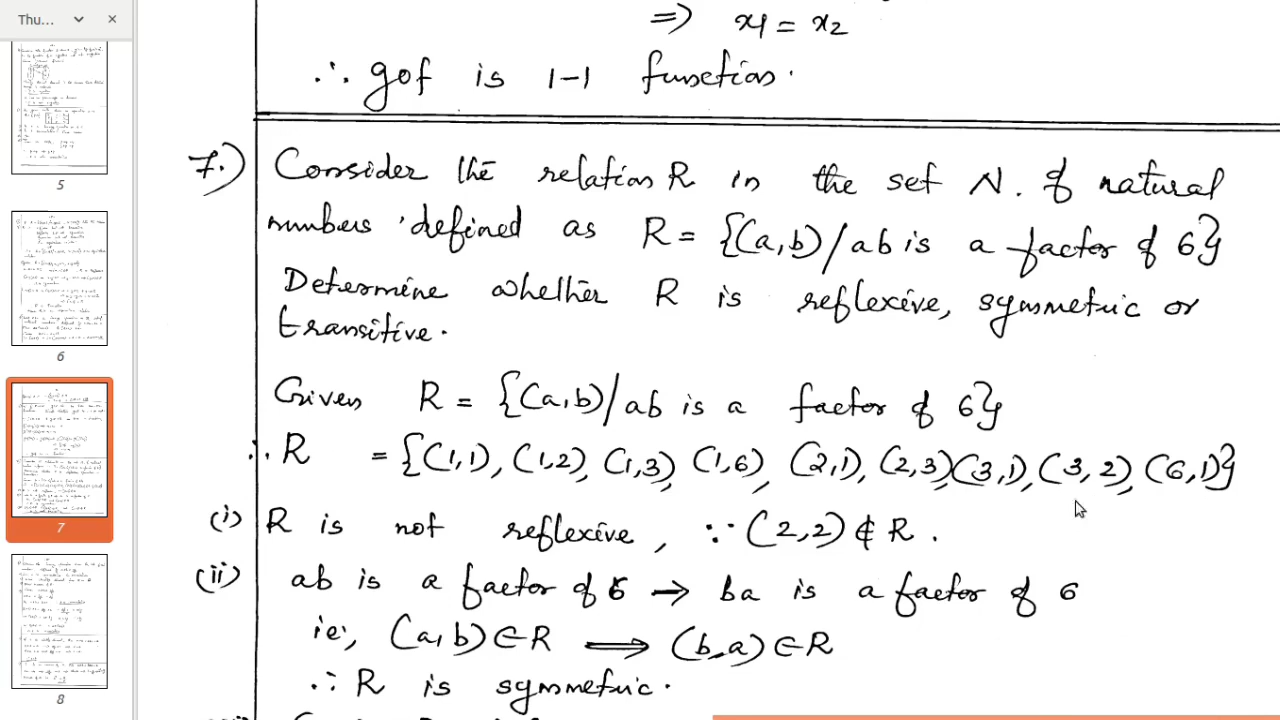 Thu...
5
6
7
8
=> x1 = x2
∴ gof is 1-1 function.
7.) Consider the relation R in the set N. of natural
numbers defined as R = {(a,b)/ab is a factor of 6}
Determine whether R is reflexive, symmetric or
transitive.
Given R = {(a,b)/ab is a factor of 6}
∴ R = {(1,1), (1,2), (1,3), (1,6), (2,1), (2,3), (3,1), (3,2), (6,1)}
(i) R is not reflexive, ∵ (2,2) ∉ R.
(ii) ab is a factor of 6 → ba is a factor of 6
ie, (a,b) ∈ R ⟹ (b,a) ∈ R
∴ R is symmetric.